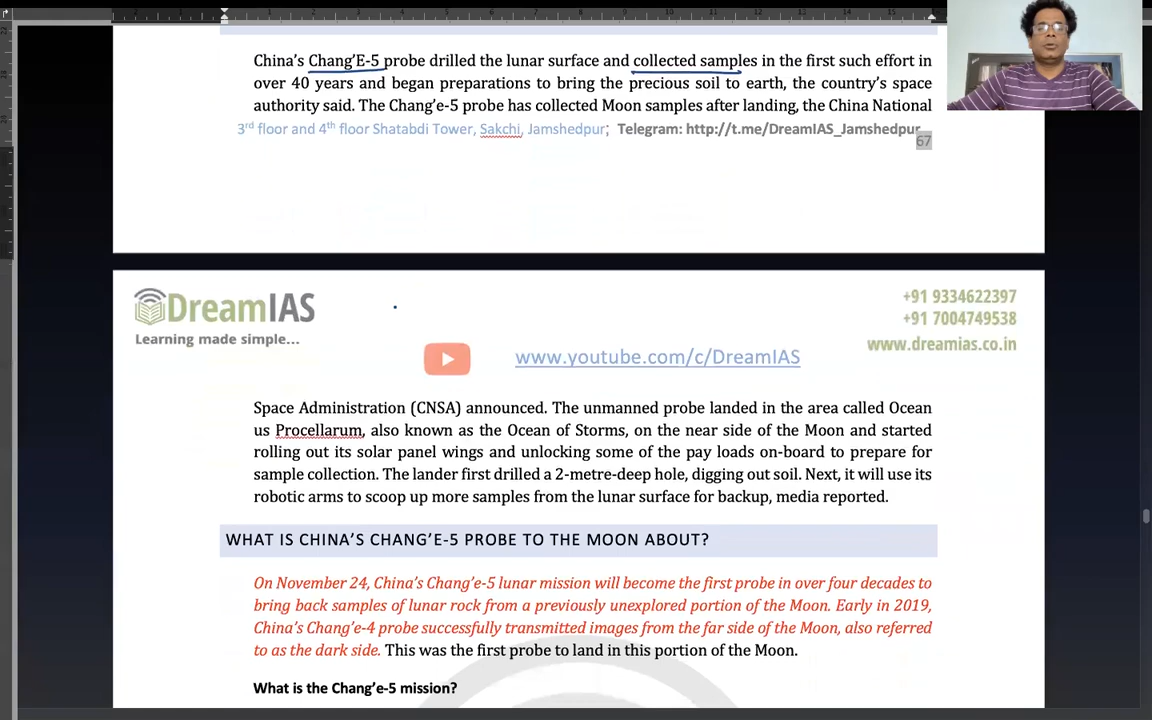 China's Chang'E-5 probe drilled the lunar surface and collected samples in the first such effort in
over 40 years and began preparations to bring the precious soil to earth, the country's space
authority said. The Chang'e-5 probe has collected Moon samples after landing, the China National
3rd floor and 4th floor Shatabdi Tower, Sakchi, Jamshedpur; Telegram: http://t.me/DreamIAS_Jamshedpur
67
DreamIAS
Learning made simple...
www.youtube.com/c/DreamIAS
+91 9334622397
+91 7004749538
www.dreamias.co.in
Space Administration (CNSA) announced. The unmanned probe landed in the area called Ocean
us Procellarum, also known as the Ocean of Storms, on the near side of the Moon and started
rolling out its solar panel wings and unlocking some of the pay loads on-board to prepare for
sample collection. The lander first drilled a 2-metre-deep hole, digging out soil. Next, it will use its
robotic arms to scoop up more samples from the lunar surface for backup, media reported.
WHAT IS CHINA'S CHANG'E-5 PROBE TO THE MOON ABOUT?
On November 24, China's Chang'e-5 lunar mission will become the first probe in over four decades to
bring back samples of lunar rock from a previously unexplored portion of the Moon. Early in 2019,
China's Chang'e-4 probe successfully transmitted images from the far side of the Moon, also referred
to as the dark side. This was the first probe to land in this portion of the Moon.
What is the Chang'e-5 mission?